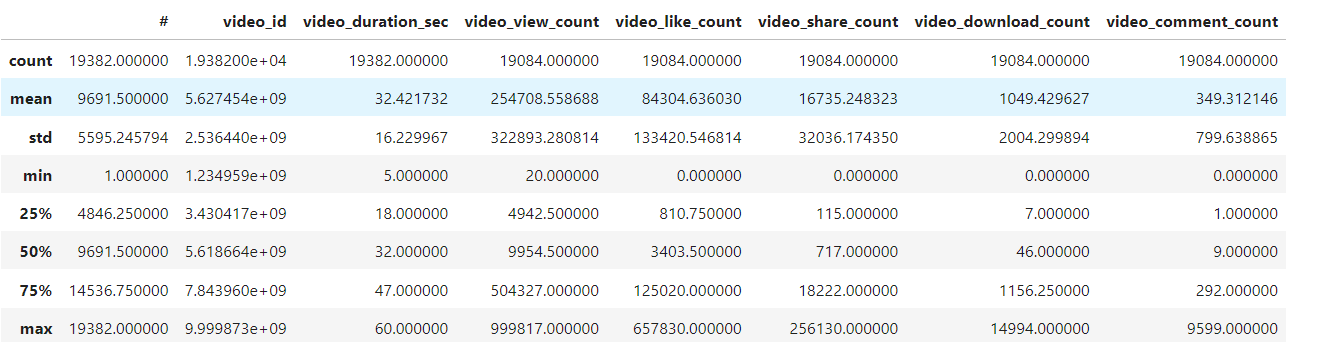 # video_id video_duration_sec video_view_count video_like_count video_share_count video_download_count video_comment_count
count 19382.000000 1.938200e+04 19382.000000 19084.000000 19084.000000 19084.000000 19084.000000 19084.000000
mean 9691.500000 5.627454e+09 32.421732 254708.558688 84304.636030 16735.248323 1049.429627 349.312146
std 5595.245794 2.536440e+09 16.229967 322893.280814 133420.546814 32036.174350 2004.299894 799.638865
min 1.000000 1.234959e+09 5.000000 20.000000 0.000000 0.000000 0.000000 0.000000
25% 4846.250000 3.430417e+09 18.000000 4942.500000 810.750000 115.000000 7.000000 1.000000
50% 9691.500000 5.618664e+09 32.000000 9954.500000 3403.500000 717.000000 46.000000 9.000000
75% 14536.750000 7.843960e+09 47.000000 504327.000000 125020.000000 18222.000000 1156.250000 292.000000
max 19382.000000 9.999873e+09 60.000000 999817.000000 657830.000000 256130.000000 14994.000000 9599.000000